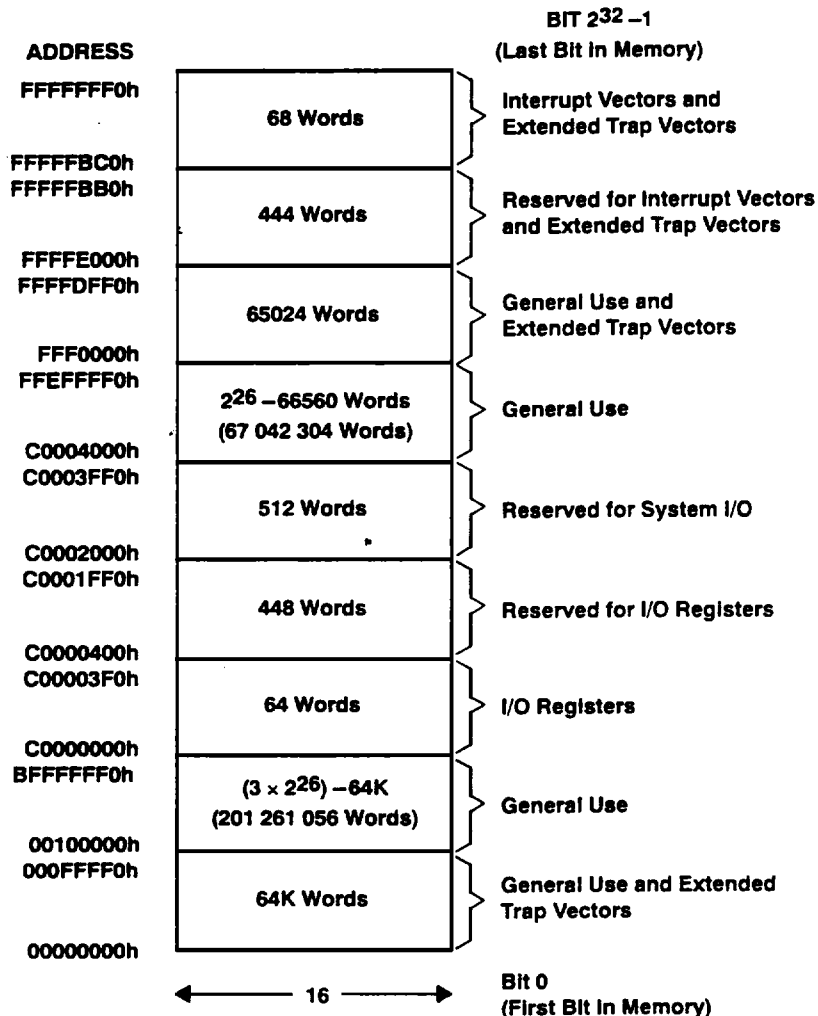 BIT 2³² –1
ADDRESS
(Last Bit in Memory)
FFFFFFF0h
68 Words
Interrupt Vectors and
Extended Trap Vectors
FFFFFBC0h
FFFFFBB0h
444 Words
Reserved for Interrupt Vectors
and Extended Trap Vectors
FFFFE000h
FFFFDFF0h
65024 Words
General Use and
Extended Trap Vectors
FFF0000h
FFEFFFF0h
2²⁶ –66560 Words
(67 042 304 Words)
General Use
C0004000h
C0003FF0h
512 Words
Reserved for System I/O
C0002000h
C0001FF0h
448 Words
Reserved for I/O Registers
C0000400h
C00003F0h
64 Words
I/O Registers
C0000000h
BFFFFFF0h
(3 × 2²⁶) –64K
(201 261 056 Words)
General Use
00100000h
000FFFF0h
64K Words
General Use and Extended
Trap Vectors
00000000h
16
Bit 0
(First Bit in Memory)